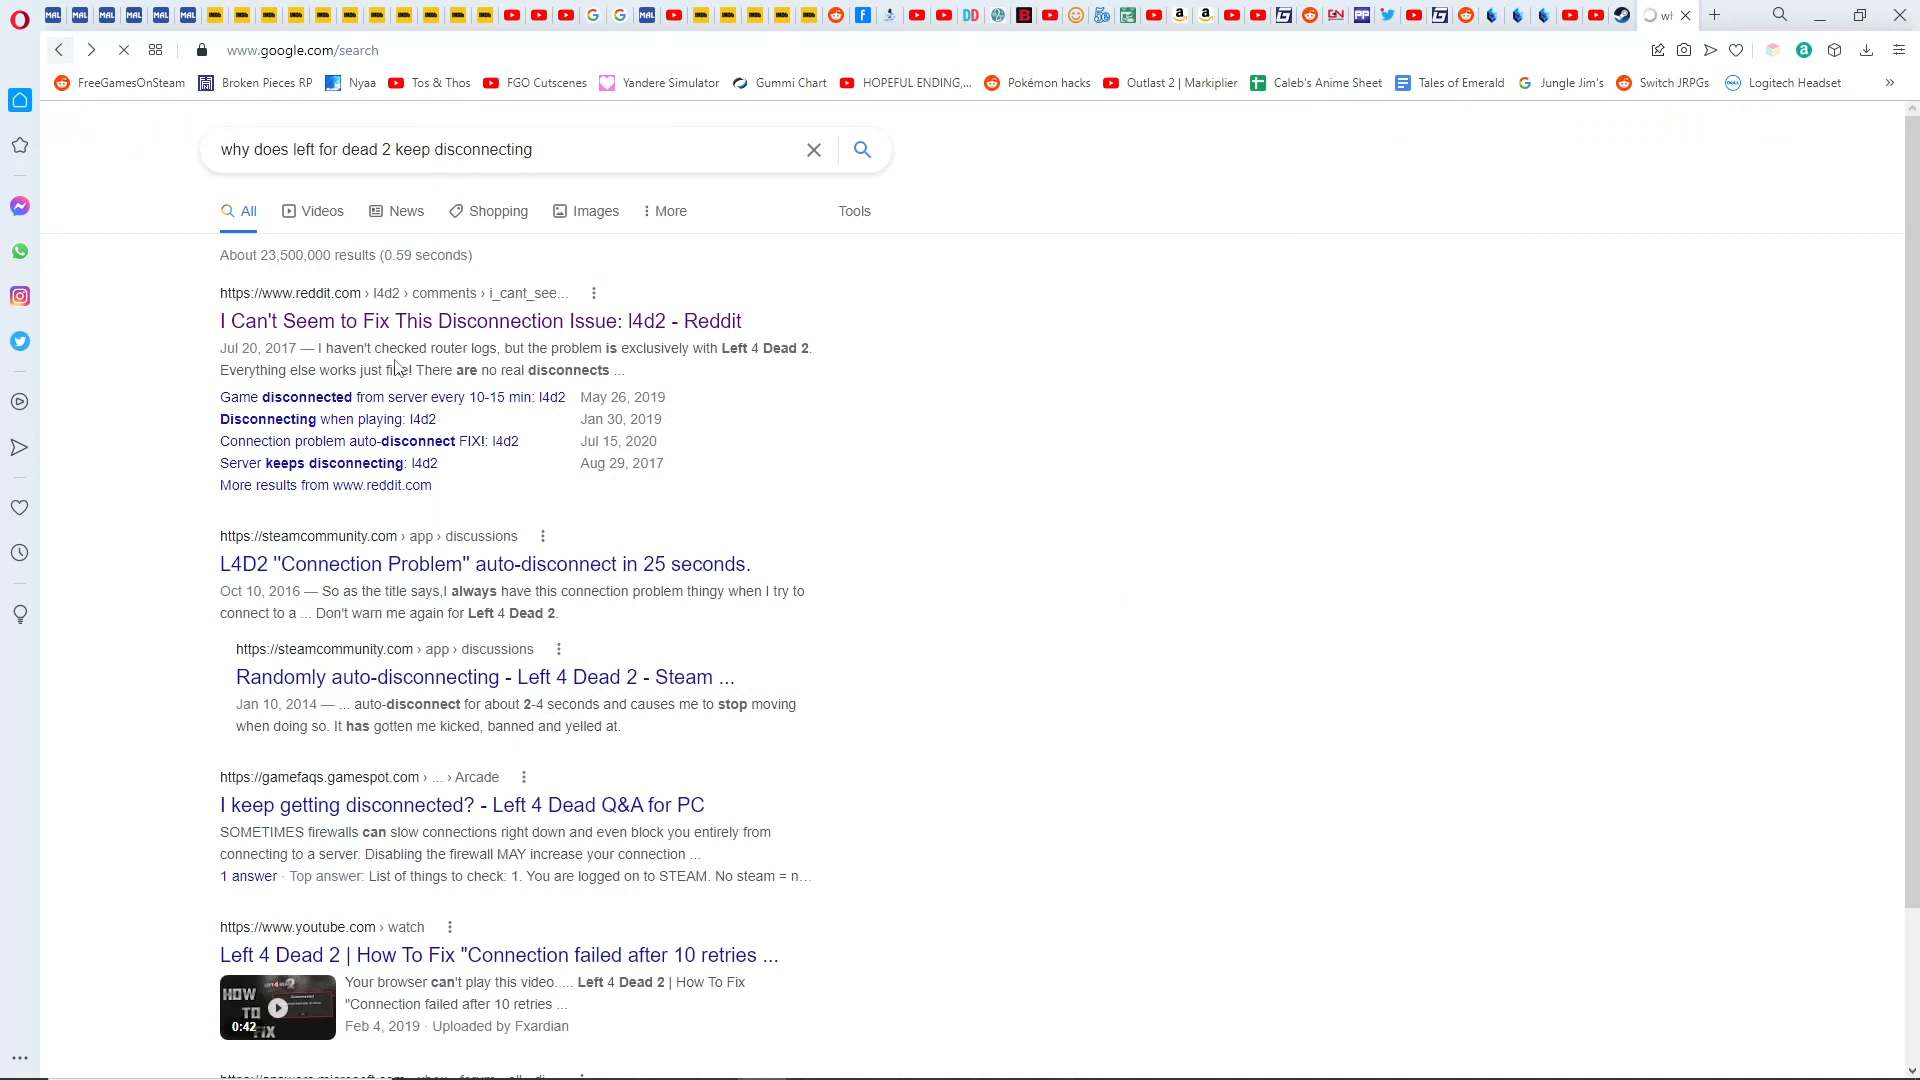 www.google.com/search
FreeGamesOnSteam Broken Pieces RP Nyaa Tos & Thos FGO Cutscenes Yandere Simulator Gummi Chart HOPEFUL ENDING,... Pokémon hacks Outlast 2 | Markiplier Caleb's Anime Sheet Tales of Emerald Jungle Jim's Switch JRPGs Logitech Headset »
why does left for dead 2 keep disconnecting
All Videos News Shopping Images More Tools
About 23,500,000 results (0.59 seconds)
https://www.reddit.com › l4d2 › comments › i_cant_see...
I Can't Seem to Fix This Disconnection Issue: l4d2 - Reddit
Jul 20, 2017 — I haven't checked router logs, but the problem is exclusively with Left 4 Dead 2.
Everything else works just fine! There are no real disconnects ...
Game disconnected from server every 10-15 min: l4d2 May 26, 2019
Disconnecting when playing: l4d2 Jan 30, 2019
Connection problem auto-disconnect FIX!: l4d2 Jul 15, 2020
Server keeps disconnecting: l4d2 Aug 29, 2017
More results from www.reddit.com
https://steamcommunity.com › app › discussions
L4D2 "Connection Problem" auto-disconnect in 25 seconds.
Oct 10, 2016 — So as the title says,I always have this connection problem thingy when I try to
connect to a ... Don't warn me again for Left 4 Dead 2.
https://steamcommunity.com › app › discussions
Randomly auto-disconnecting - Left 4 Dead 2 - Steam ...
Jan 10, 2014 — ... auto-disconnect for about 2-4 seconds and causes me to stop moving
when doing so. It has gotten me kicked, banned and yelled at.
https://gamefaqs.gamespot.com › ... › Arcade
I keep getting disconnected? - Left 4 Dead Q&A for PC
SOMETIMES firewalls can slow connections right down and even block you entirely from
connecting to a server. Disabling the firewall MAY increase your connection ...
1 answer · Top answer: List of things to check: 1. You are logged on to STEAM. No steam = n...
https://www.youtube.com › watch
Left 4 Dead 2 | How To Fix "Connection failed after 10 retries ...
HOW
TO
FIX
0:42
Your browser can't play this video. ... Left 4 Dead 2 | How To Fix
"Connection failed after 10 retries ...
Feb 4, 2019 · Uploaded by Fxardian